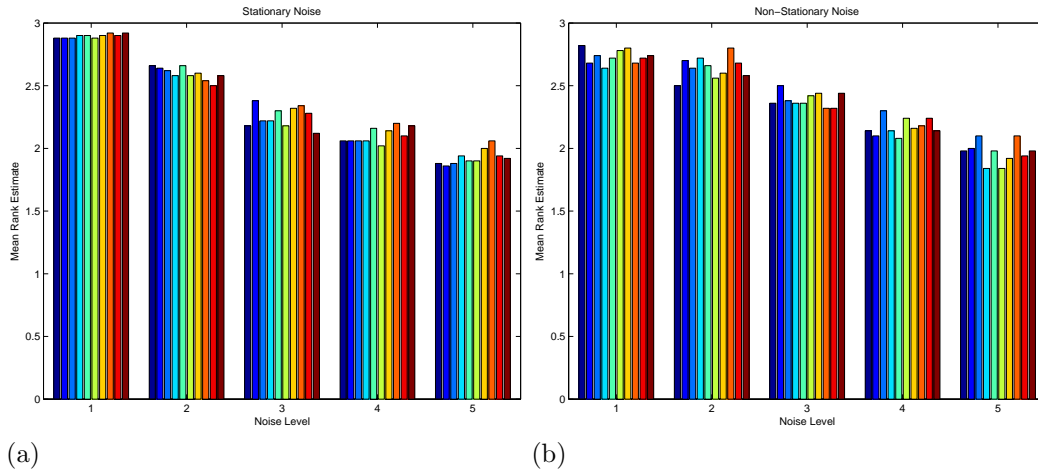 Stationary Noise
3
2.5
2
1.5
1
0.5
0
Mean Rank Estimate
1 2 3 4 5
Noise Level
(a)
Non−Stationary Noise
3
2.5
2
1.5
1
0.5
0
Mean Rank Estimate
1 2 3 4 5
Noise Level
(b)